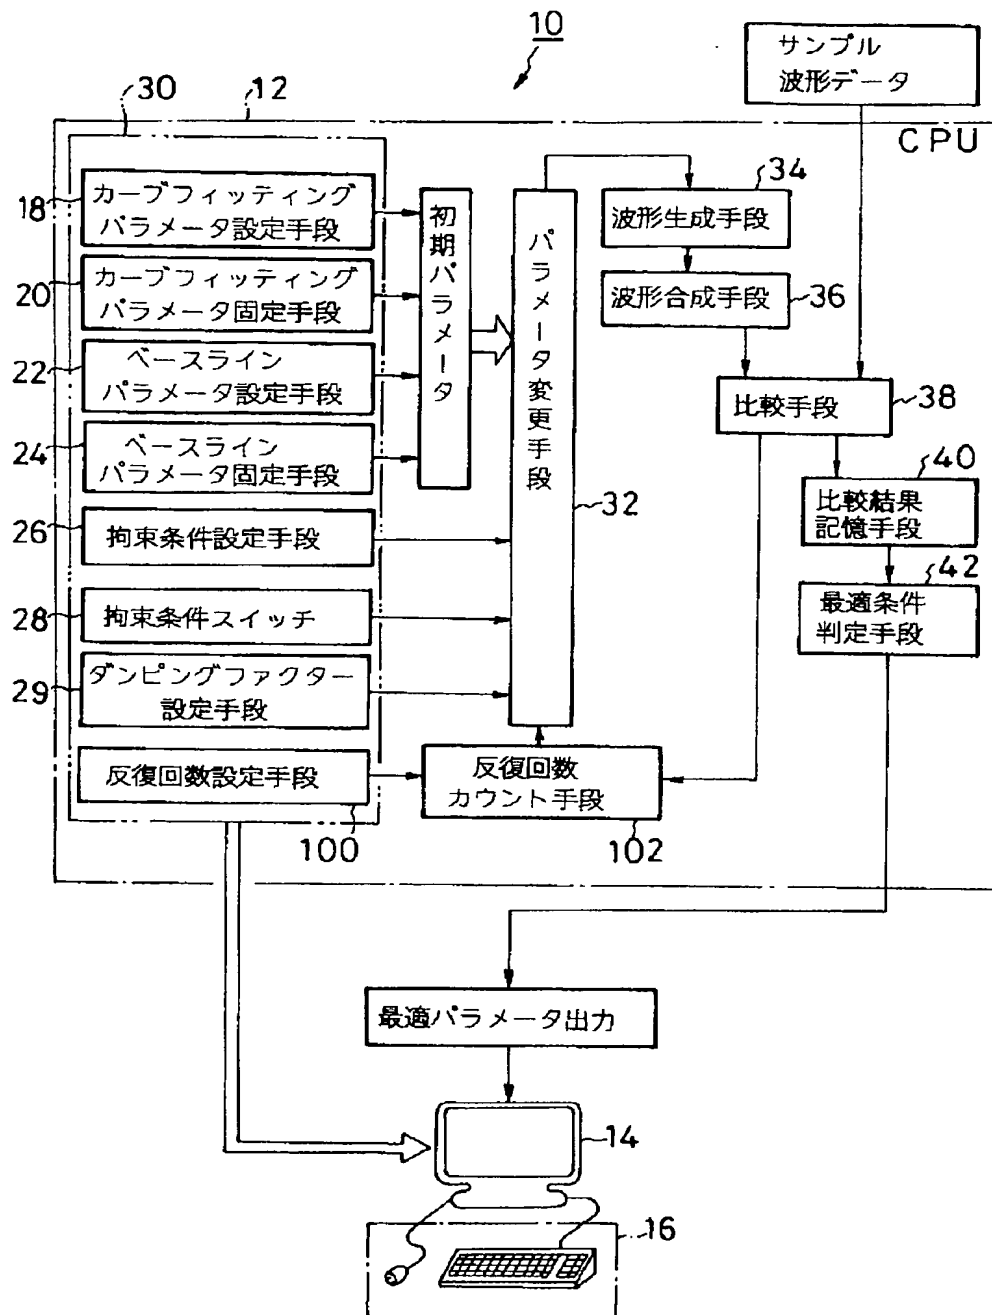 10
サンプル
波形データ
30
12
CPU
18
カーブフィッティング
パラメータ設定手段
20
カーブフィッティング
パラメータ固定手段
22
ベースライン
パラメータ設定手段
24
ベースライン
パラメータ固定手段
26
拘束条件設定手段
28
拘束条件スイッチ
29
ダンピングファクター
設定手段
反復回数設定手段
100
初期パラメータ
パラメータ変更手段
32
反復回数
カウント手段
102
34
波形生成手段
波形合成手段
36
比較手段
38
40
比較結果
記憶手段
42
最適条件
判定手段
最適パラメータ出力
14
16